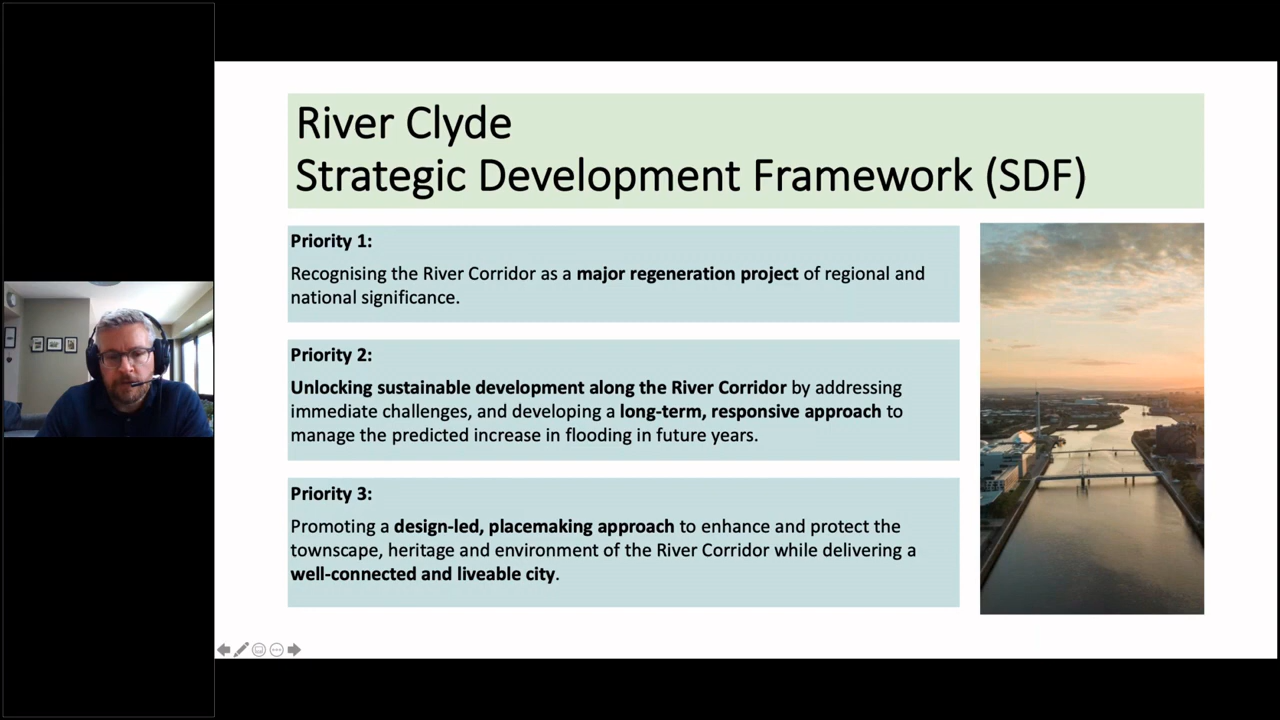 River Clyde
Strategic Development Framework (SDF)
Priority 1:
Recognising the River Corridor as a major regeneration project of regional and
national significance.
Priority 2:
Unlocking sustainable development along the River Corridor by addressing
immediate challenges, and developing a long-term, responsive approach to
manage the predicted increase in flooding in future years.
Priority 3:
Promoting a design-led, placemaking approach to enhance and protect the
townscape, heritage and environment of the River Corridor while delivering a
well-connected and liveable city.